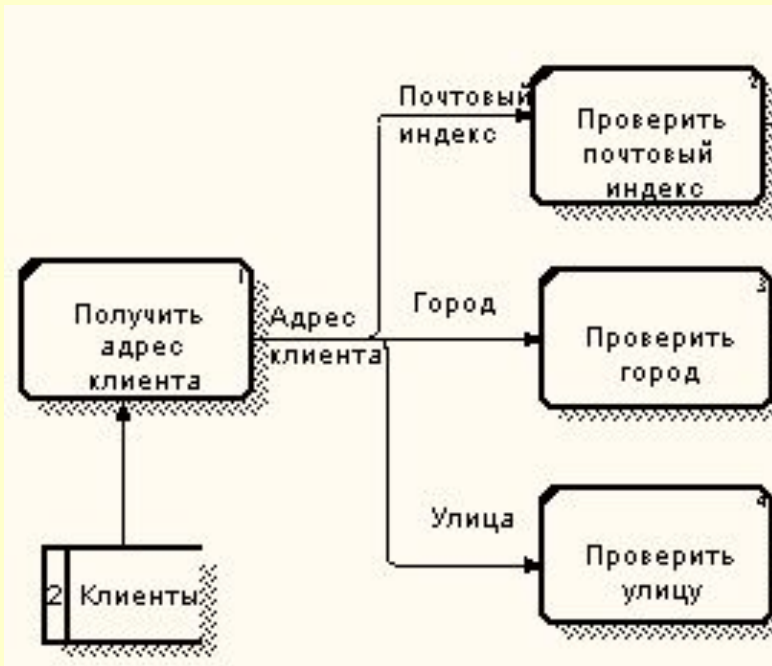 Почтовый
индекс
2
Проверить
почтовый
индекс
1
Получить
адрес
клиента
Адрес
клиента
Город
3
Проверить
город
Улица
4
Проверить
улицу
2
Клиенты